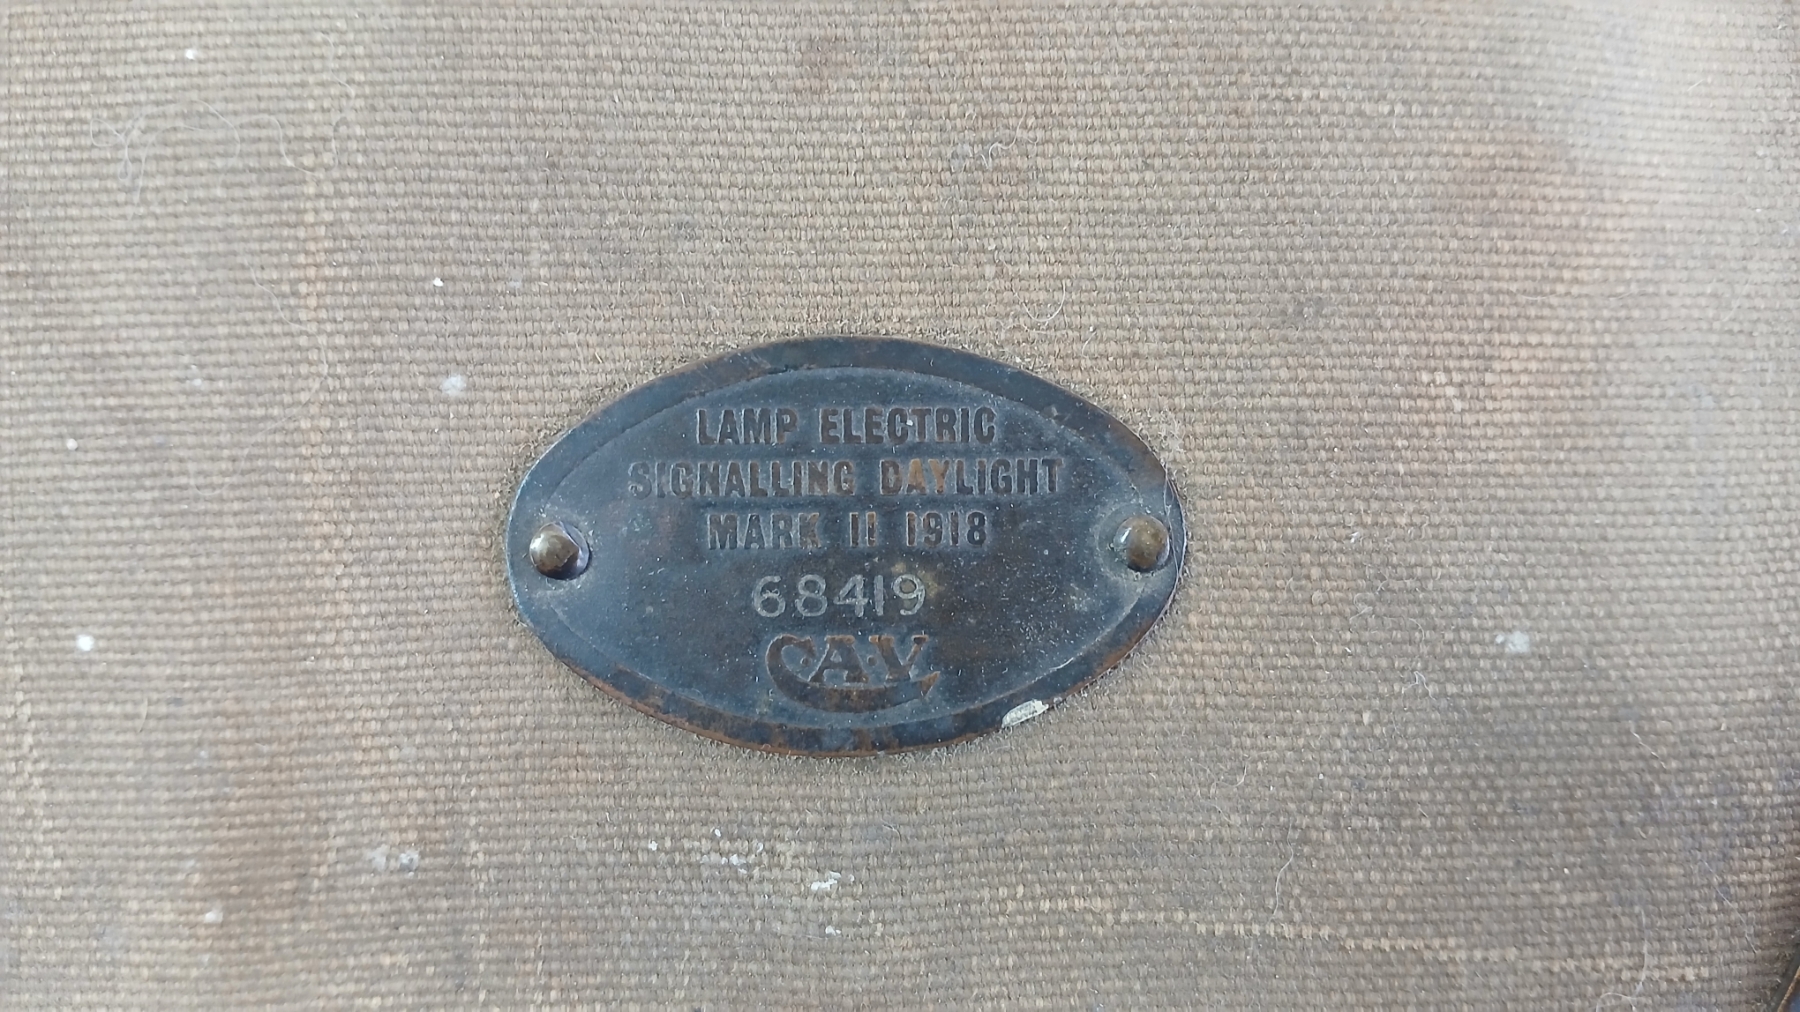 LAMP ELECTRIC
SIGNALLING DAYLIGHT
MARK II 1918
68419
C·A·V